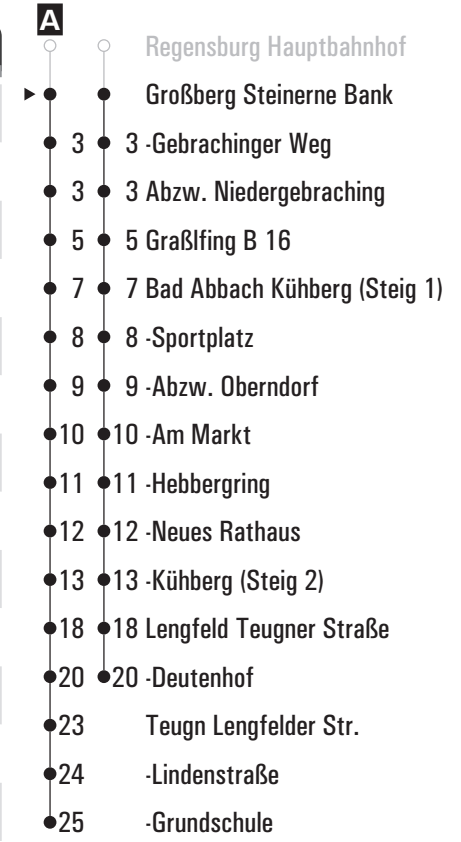 A
Regensburg Hauptbahnhof
Großberg Steinerne Bank
3 3 -Gebrachinger Weg
3 3 Abzw. Niedergebraching
5 5 Graßlfing B 16
7 7 Bad Abbach Kühberg (Steig 1)
8 8 -Sportplatz
9 9 -Abzw. Oberndorf
10 10 -Am Markt
11 11 -Hebbergring
12 12 -Neues Rathaus
13 13 -Kühberg (Steig 2)
18 18 Lengfeld Teugner Straße
20 20 -Deutenhof
23 Teugn Lengfelder Str.
24 -Lindenstraße
25 -Grundschule